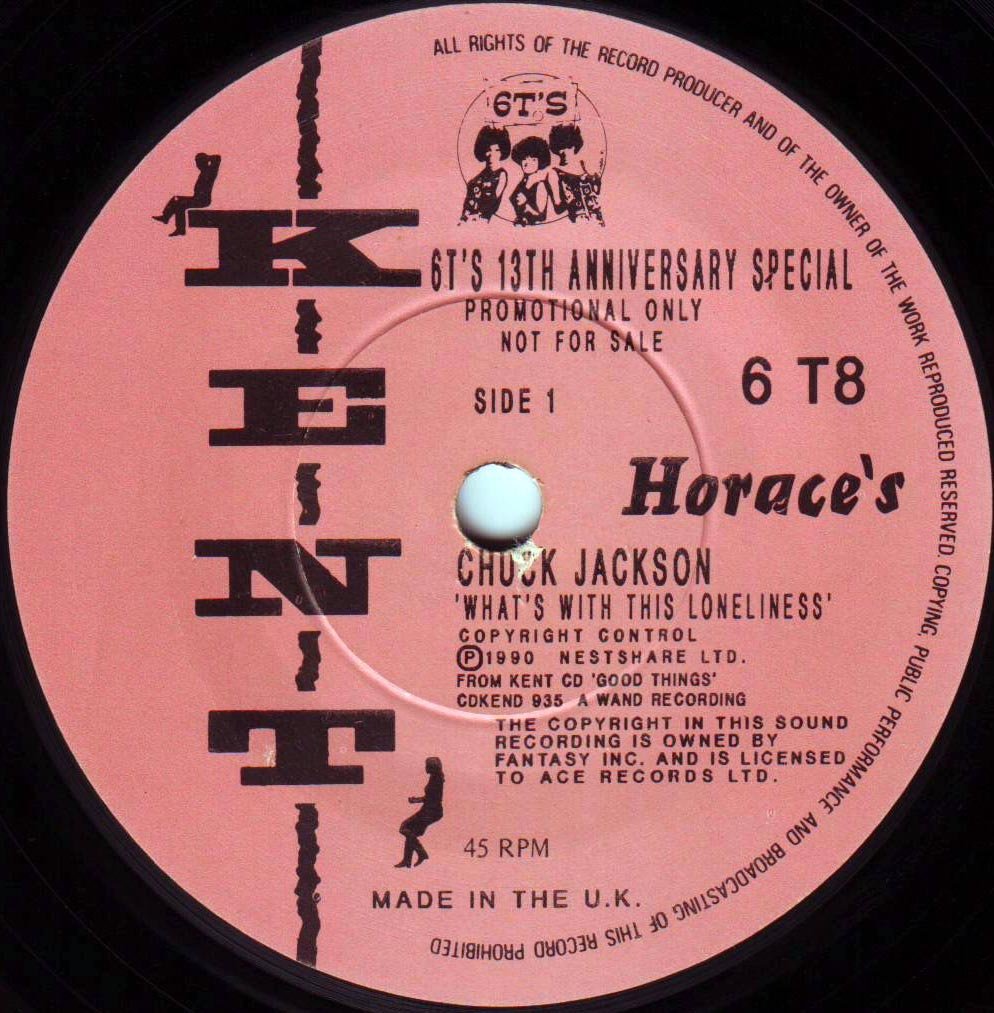 ALL RIGHTS OF THE RECORD PRODUCER AND OF THE OWNER OF THE WORK REPRODUCED RESERVED. COPYING, PUBLIC PERFORMANCE AND BROADCASTING OF THIS RECORD PROHIBITED
6T'S
KENT
6T'S 13TH ANNIVERSARY SPECIAL
PROMOTIONAL ONLY
NOT FOR SALE
SIDE 1
6 T8
Horace's
CHUCK JACKSON
'WHAT'S WITH THIS LONELINESS'
COPYRIGHT CONTROL
Ⓟ1990 NESTSHARE LTD.
FROM KENT CD 'GOOD THINGS'
CDKEND 935 A WAND RECORDING
THE COPYRIGHT IN THIS SOUND
RECORDING IS OWNED BY
FANTASY INC. AND IS LICENSED
TO ACE RECORDS LTD.
45 RPM
MADE IN THE U.K.